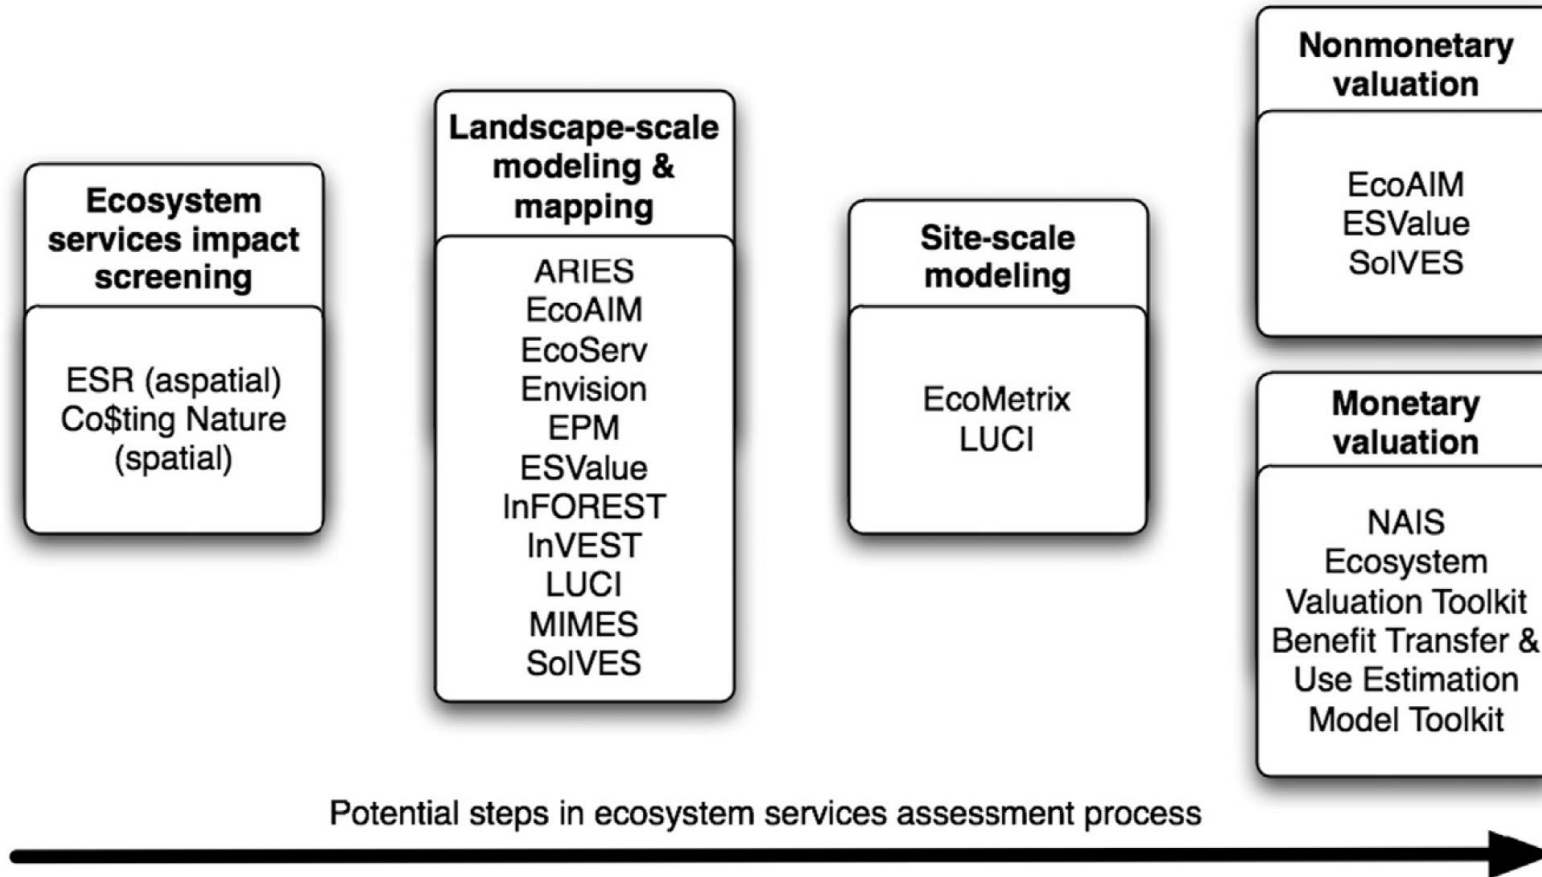 Ecosystem
services impact
screening
ESR (aspatial)
Co$ting Nature
(spatial)
Landscape-scale
modeling &
mapping
ARIES
EcoAIM
EcoServ
Envision
EPM
ESValue
InFOREST
InVEST
LUCI
MIMES
SolVES
Site-scale
modeling
EcoMetrix
LUCI
Nonmonetary
valuation
EcoAIM
ESValue
SolVES
Monetary
valuation
NAIS
Ecosystem
Valuation Toolkit
Benefit Transfer &
Use Estimation
Model Toolkit
Potential steps in ecosystem services assessment process